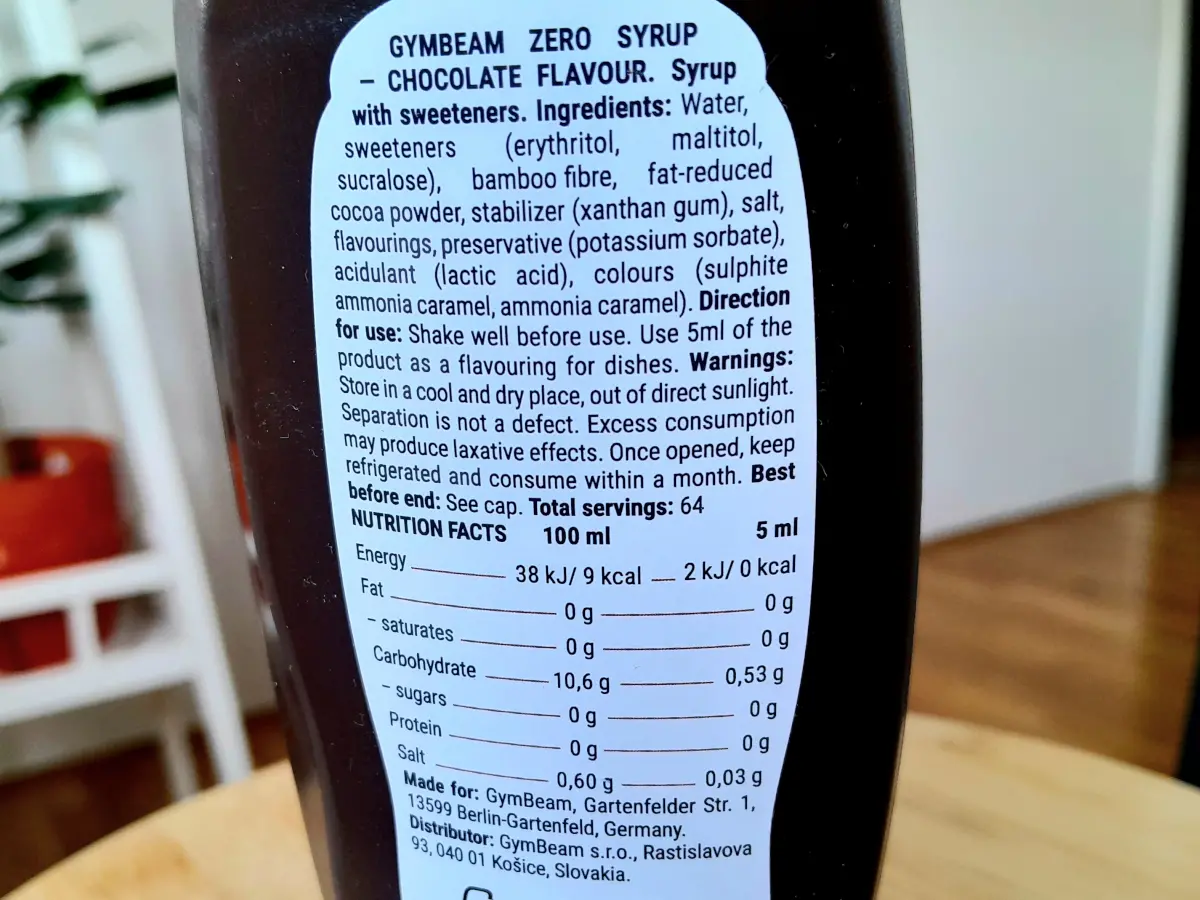 GYMBEAM ZERO SYRUP
– CHOCOLATE FLAVOUR. Syrup
with sweeteners. Ingredients: Water,
sweeteners (erythritol, maltitol,
sucralose), bamboo fibre, fat-reduced
cocoa powder, stabilizer (xanthan gum), salt,
flavourings, preservative (potassium sorbate),
acidulant (lactic acid), colours (sulphite
ammonia caramel, ammonia caramel). Direction
for use: Shake well before use. Use 5ml of the
product as a flavouring for dishes. Warnings:
Store in a cool and dry place, out of direct sunlight.
Separation is not a defect. Excess consumption
may produce laxative effects. Once opened, keep
refrigerated and consume within a month. Best
before end: See cap. Total servings: 64
NUTRITION FACTS 100 ml 5 ml
Energy 38 kJ/ 9 kcal 2 kJ/ 0 kcal
Fat 0 g 0 g
- saturates 0 g 0 g
Carbohydrate 10,6 g 0,53 g
- sugars 0 g 0 g
Protein 0 g 0 g
Salt 0,60 g 0,03 g
Made for: GymBeam, Gartenfelder Str. 1,
13599 Berlin-Gartenfeld, Germany.
Distributor: GymBeam s.r.o., Rastislavova
93, 040 01 Košice, Slovakia.